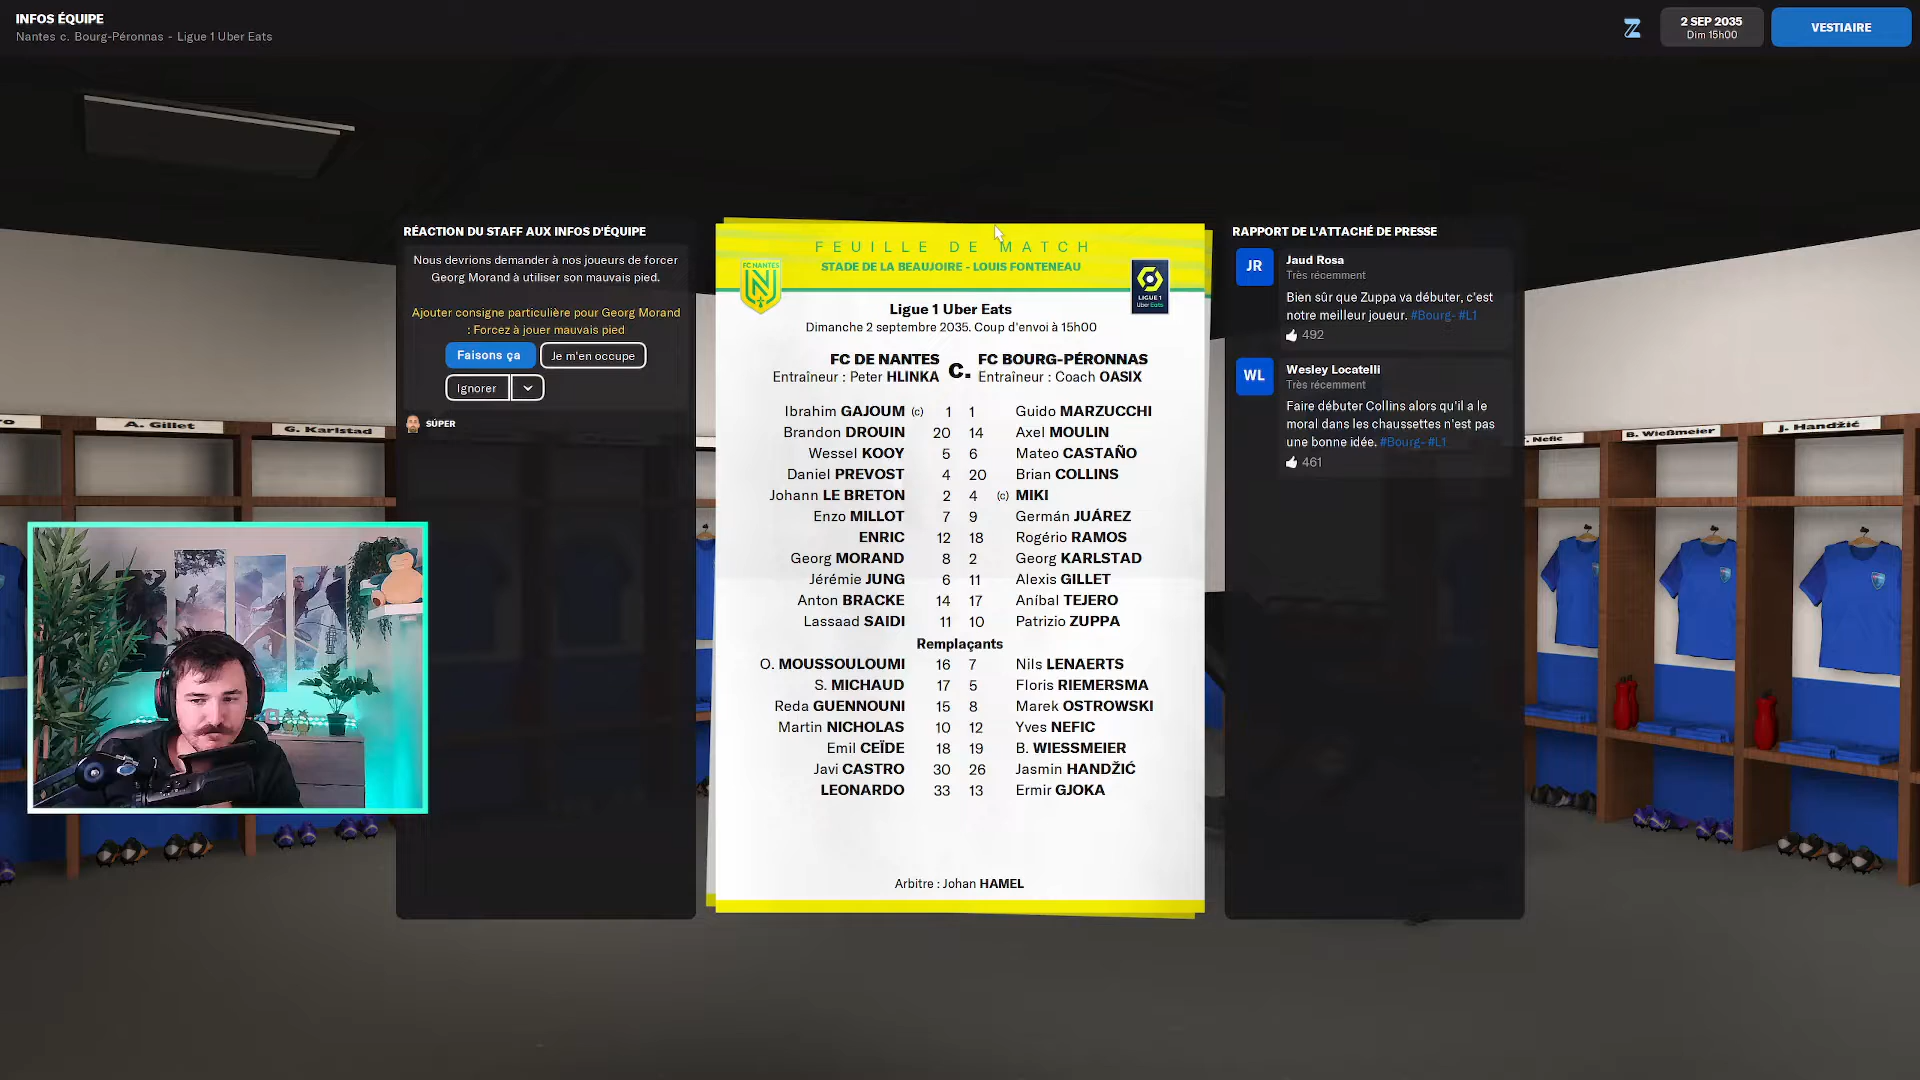 INFOS ÉQUIPE
Nantes c. Bourg-Péronnas - Ligue 1 Uber Eats
2 SEP 2035
Dim 15h00
VESTIAIRE
RÉACTION DU STAFF AUX INFOS D'ÉQUIPE
Nous devrions demander à nos joueurs de forcer
Georg Morand à utiliser son mauvais pied.
Ajouter consigne particulière pour Georg Morand
: Forcez à jouer mauvais pied
Faisons ça
Je m'en occupe
Ignorer
SÚPER
FEUILLE DE MATCH
STADE DE LA BEAUJOIRE - LOUIS FONTENEAU
FC NANTES
LIGUE 1
Uber Eats
Ligue 1 Uber Eats
Dimanche 2 septembre 2035. Coup d'envoi à 15h00
FC DE NANTES C. FC BOURG-PÉRONNAS
Entraîneur : Peter HLINKA Entraîneur : Coach OASIX
Ibrahim GAJOUM (c) 1 1 Guido MARZUCCHI
Brandon DROUIN 20 14 Axel MOULIN
Wessel KOOY 5 6 Mateo CASTAÑO
Daniel PREVOST 4 20 Brian COLLINS
Johann LE BRETON 2 4 (c) MIKI
Enzo MILLOT 7 9 Germán JUÁREZ
ENRIC 12 18 Rogério RAMOS
Georg MORAND 8 2 Georg KARLSTAD
Jérémie JUNG 6 11 Alexis GILLET
Anton BRACKE 14 17 Aníbal TEJERO
Lassaad SAIDI 11 10 Patrizio ZUPPA
Remplaçants
O. MOUSSOULOUMI 16 7 Nils LENAERTS
S. MICHAUD 17 5 Floris RIEMERSMA
Reda GUENNOUNI 15 8 Marek OSTROWSKI
Martin NICHOLAS 10 12 Yves NEFIC
Emil CEÏDE 18 19 B. WIESSMEIER
Javi CASTRO 30 26 Jasmin HANDŽIĆ
LEONARDO 33 13 Ermir GJOKA
Arbitre : Johan HAMEL
RAPPORT DE L'ATTACHÉ DE PRESSE
JR
Jaud Rosa
Très récemment
Bien sûr que Zuppa va débuter, c'est
notre meilleur joueur. #Bourg- #L1
492
WL
Wesley Locatelli
Très récemment
Faire débuter Collins alors qu'il a le
moral dans les chaussettes n'est pas
une bonne idée. #Bourg- #L1
461
A. Gillet
G. Karlstad
Y. Nefic
B. Wießmeier
J. Handžić